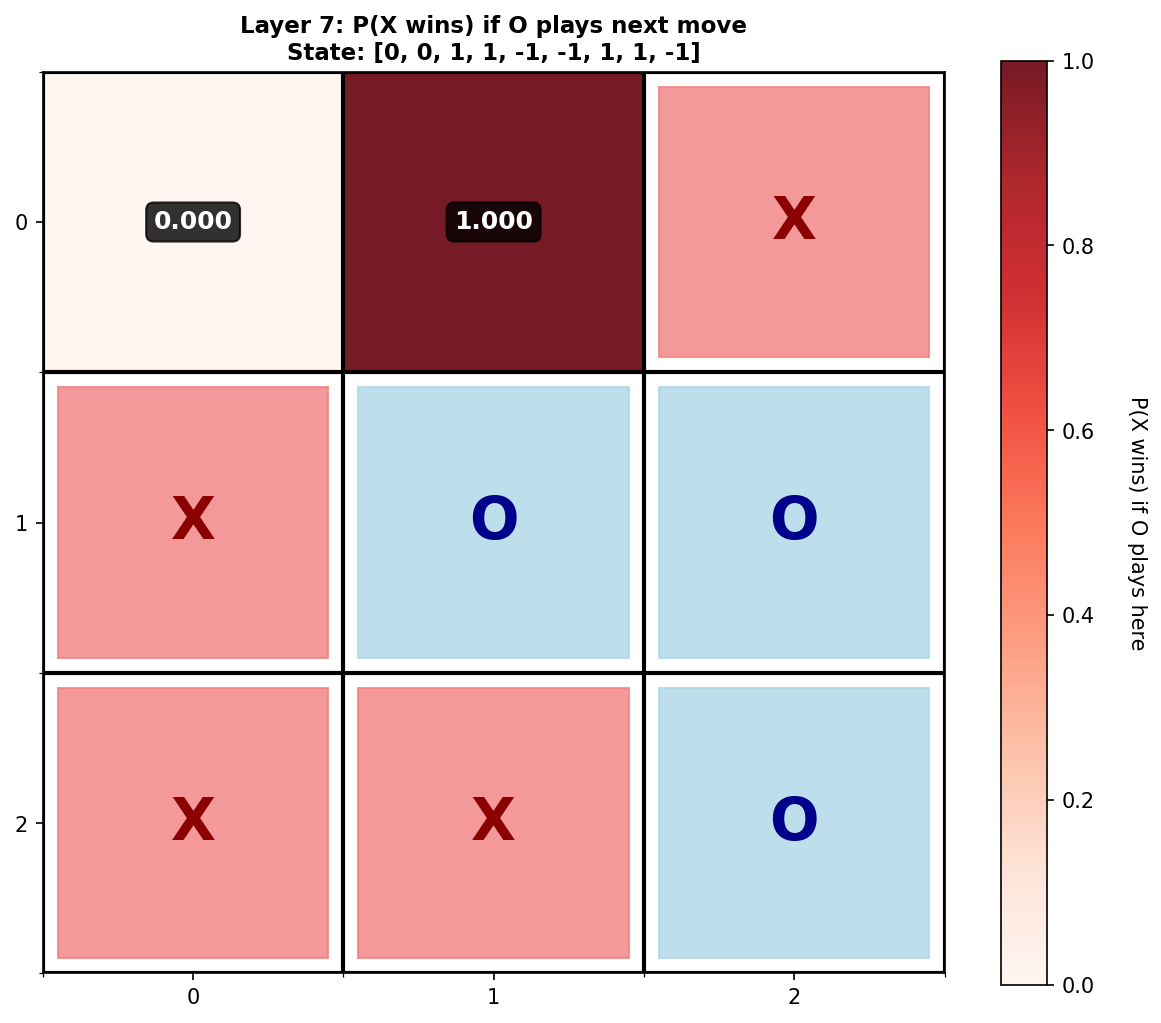 Layer 7: P(X wins) if O plays next move
State: [0, 0, 1, 1, -1, -1, 1, 1, -1]
0.000
1.000
X
X
O
O
X
X
O
0
1
2
0
1
2
1.0
0.8
0.6
0.4
0.2
0.0
P(X wins) if O plays here